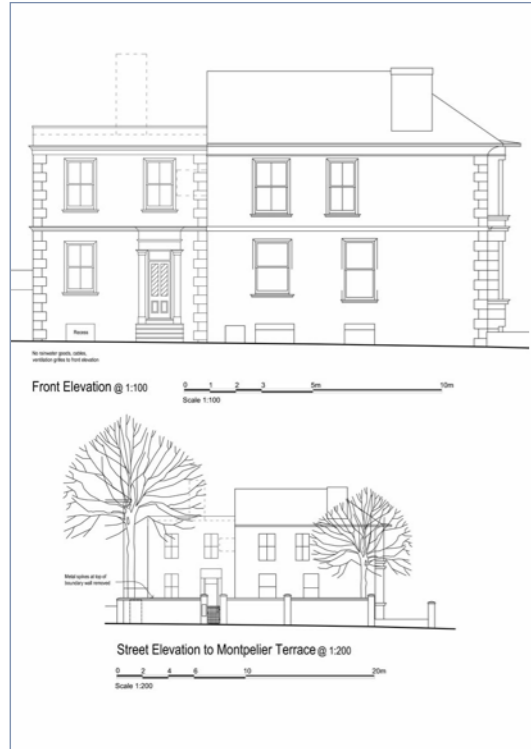 Recess
No rainwater goods, cables,
ventilation grilles to front elevation
Front Elevation @ 1:100
0 1 2 3 5m 10m
Scale 1:100
Metal spikes at top of
boundary wall removed
Street Elevation to Montpelier Terrace @ 1:200
0 2 4 6 10 20m
Scale 1:200